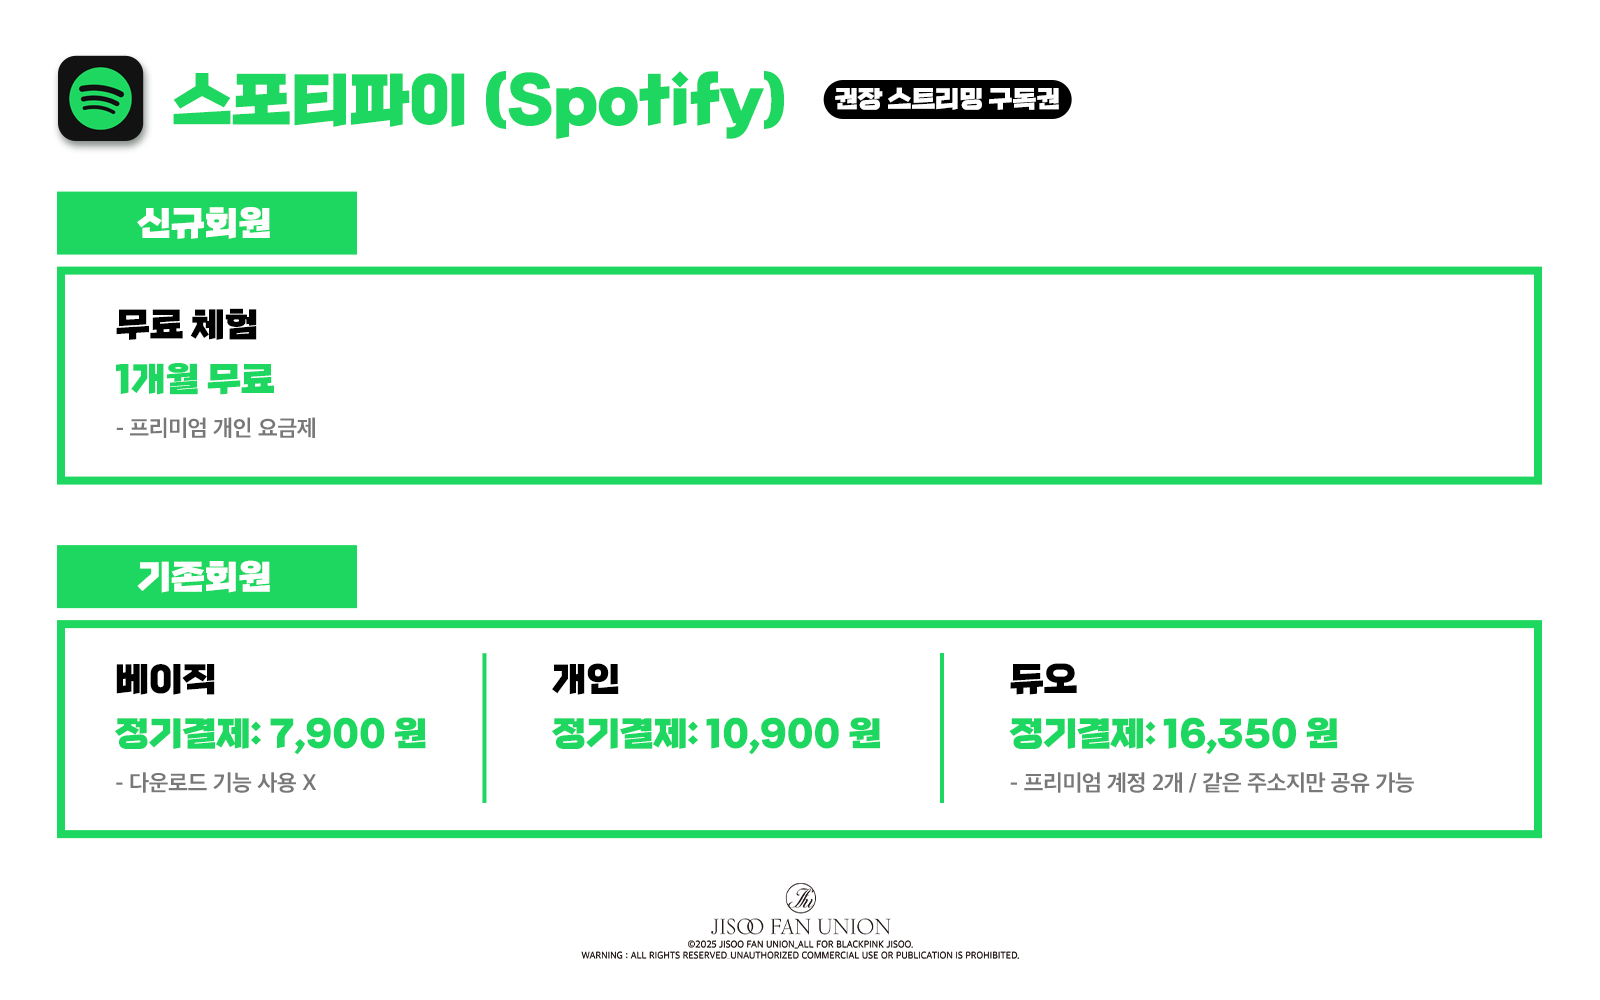 스포티파이 (Spotify)
권장 스트리밍 구독권
신규회원
무료 체험
1개월 무료
- 프리미엄 개인 요금제
기존회원
베이직
정기결제: 7,900 원
- 다운로드 기능 사용 X
개인
정기결제: 10,900 원
듀오
정기결제: 16,350 원
- 프리미엄 계정 2개 / 같은 주소지만 공유 가능
JISOO FAN UNION
©2025 JISOO FAN UNION_ALL FOR BLACKPINK JISOO.
WARNING : ALL RIGHTS RESERVED. UNAUTHORIZED COMMERCIAL USE OR PUBLICATION IS PROHIBITED.